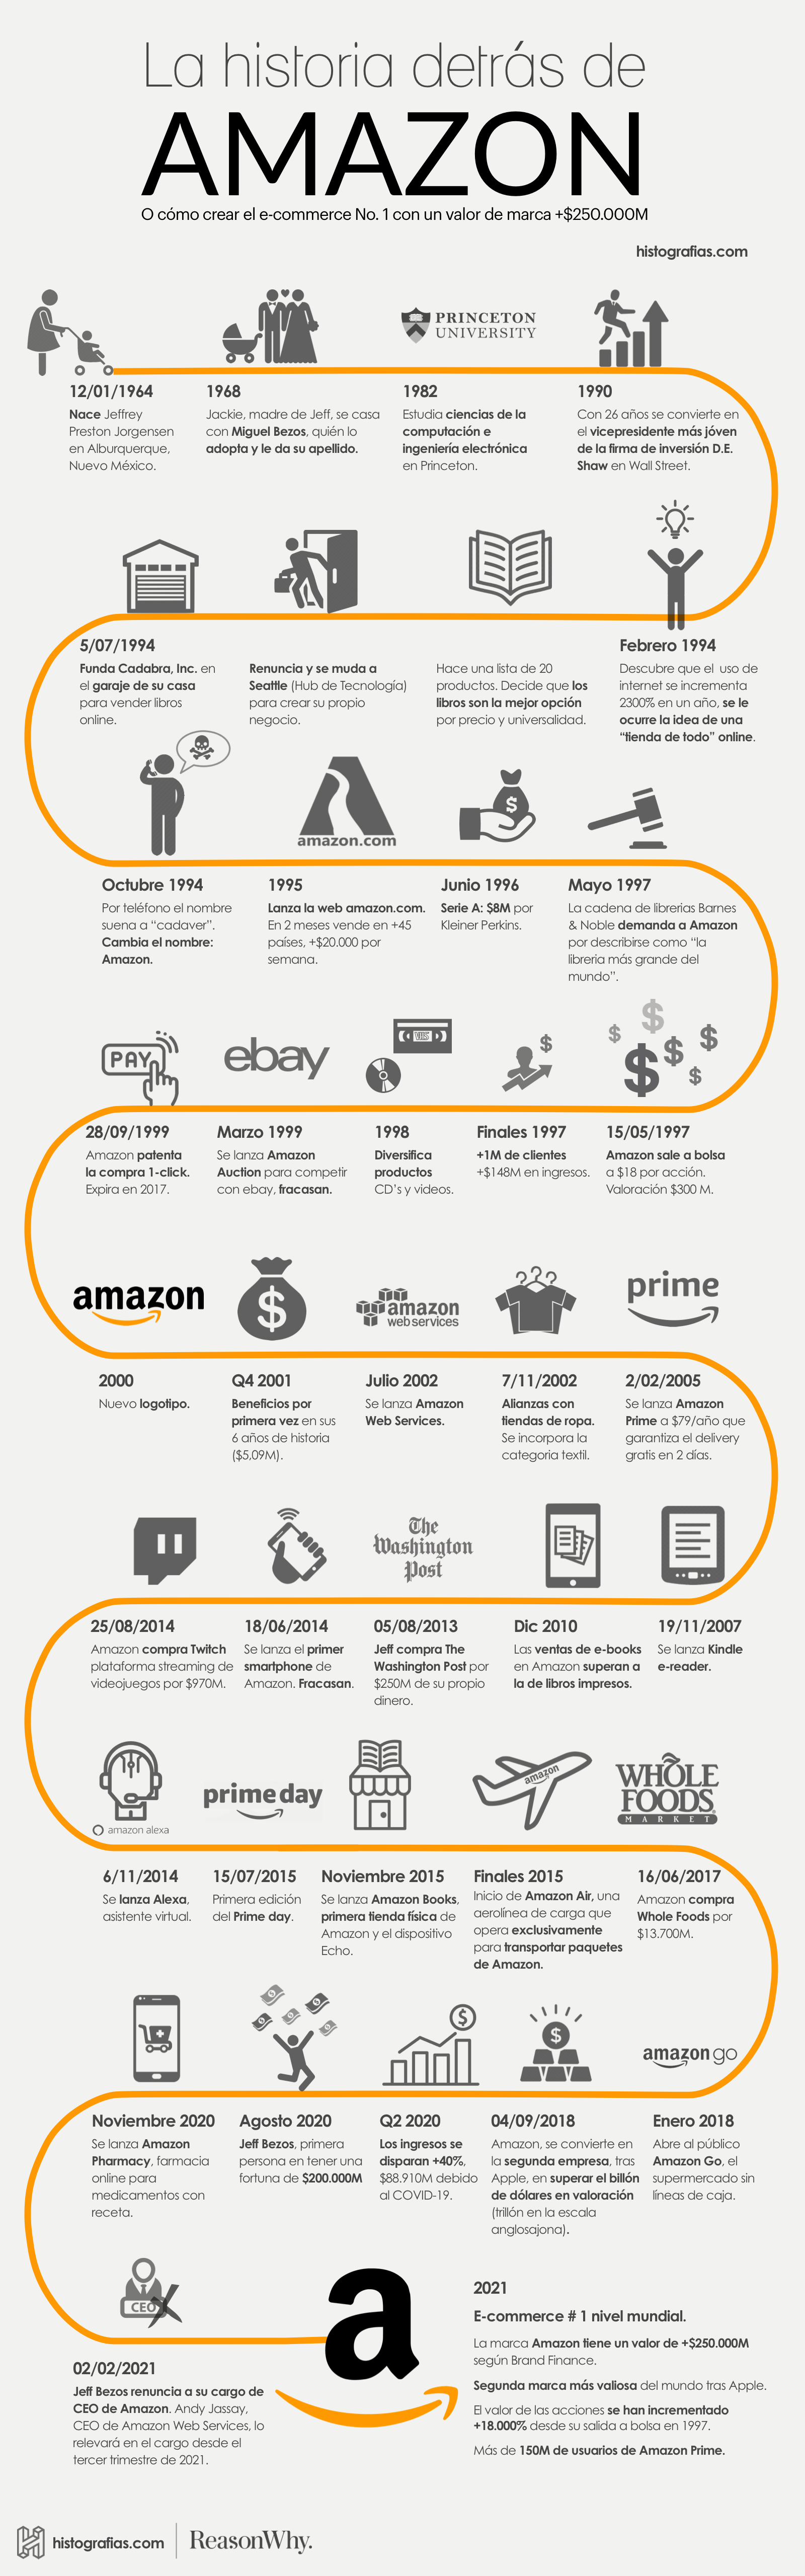 La historia detrás de
AMAZON
O cómo crear el e-commerce No. 1 con un valor de marca +$250.000M
histografias.com
PRINCETON
UNIVERSITY
12/01/1964
Nace Jeffrey
Preston Jorgensen
en Alburquerque,
Nuevo México.
1968
Jackie, madre de Jeff, se casa
con Miguel Bezos, quién lo
adopta y le da su apellido.
1982
Estudia ciencias de la
computación e
ingeniería electrónica
en Princeton.
1990
Con 26 años se convierte en
el vicepresidente más jóven
de la firma de inversión D.E.
Shaw en Wall Street.
Febrero 1994
Descubre que el uso de
internet se incrementa
2300% en un año, se le
ocurre la idea de una
“tienda de todo” online.
Hace una lista de 20
productos. Decide que los
libros son la mejor opción
por precio y universalidad.
Renuncia y se muda a
Seattle (Hub de Tecnología)
para crear su propio
negocio.
5/07/1994
Funda Cadabra, Inc. en
el garaje de su casa
para vender libros
online.
amazon.com
$
Octubre 1994
Por teléfono el nombre
suena a “cadaver”.
Cambia el nombre:
Amazon.
1995
Lanza la web amazon.com.
En 2 meses vende en +45
países, +$20.000 por
semana.
Junio 1996
Serie A: $8M por
Kleiner Perkins.
Mayo 1997
La cadena de librerias Barnes
& Noble demanda a Amazon
por describirse como “la
libreria más grande del
mundo”.
$ $ $ $ $ $
15/05/1997
Amazon sale a bolsa
a $18 por acción.
Valoración $300 M.
$
Finales 1997
+1M de clientes
+$148M en ingresos.
VHS
1998
Diversifica
productos
CD's y videos.
ebay
Marzo 1999
Se lanza Amazon
Auction para competir
con ebay, fracasan.
PAY
28/09/1999
Amazon patenta
la compra 1-click.
Expira en 2017.
amazon
2000
Nuevo logotipo.
$
Q4 2001
Beneficios por
primera vez en sus
6 años de historia
($5,09M).
amazon
webservices
Julio 2002
Se lanza Amazon
Web Services.
7/11/2002
Alianzas con
tiendas de ropa.
Se incorpora la
categoria textil.
prime
2/02/2005
Se lanza Amazon
Prime a $79/año que
garantiza el delivery
gratis en 2 días.
19/11/2007
Se lanza Kindle
e-reader.
Dic 2010
Las ventas de e-books
en Amazon superan a
la de libros impresos.
The
Washington
Post
05/08/2013
Jeff compra The
Washington Post por
$250M de su propio
dinero.
18/06/2014
Se lanza el primer
smartphone de
Amazon. Fracasan.
25/08/2014
Amazon compra Twitch
plataforma streaming de
videojuegos por $970M.
amazon alexa
6/11/2014
Se lanza Alexa,
asistente virtual.
prime day
15/07/2015
Primera edición
del Prime day.
Noviembre 2015
Se lanza Amazon Books,
primera tienda física de
Amazon y el dispositivo
Echo.
amazon
Finales 2015
Inicio de Amazon Air, una
aerolínea de carga que
opera exclusivamente
para transportar paquetes
de Amazon.
WHOLE
FOODS
MARKET
16/06/2017
Amazon compra
Whole Foods por
$13.700M.
amazon go
Enero 2018
Abre al público
Amazon Go, el
supermercado sin
líneas de caja.
$
04/09/2018
Amazon, se convierte en
la segunda empresa, tras
Apple, en superar el billón
de dólares en valoración
(trillón en la escala
anglosajona).
$
Q2 2020
Los ingresos se
disparan +40%,
$88.910M debido
al COVID-19.
Agosto 2020
Jeff Bezos, primera
persona en tener una
fortuna de $200.000M
Noviembre 2020
Se lanza Amazon
Pharmacy, farmacia
online para
medicamentos con
receta.
CEO
02/02/2021
Jeff Bezos renuncia a su cargo de
CEO de Amazon. Andy Jassay,
CEO de Amazon Web Services, lo
relevará en el cargo desde el
tercer trimestre de 2021.
a
2021
E-commerce # 1 nivel mundial.
La marca Amazon tiene un valor de +$250.000M
según Brand Finance.
Segunda marca más valiosa del mundo tras Apple.
El valor de las acciones se han incrementado
+18.000% desde su salida a bolsa en 1997.
Más de 150M de usuarios de Amazon Prime.
histografias.com
ReasonWhy.